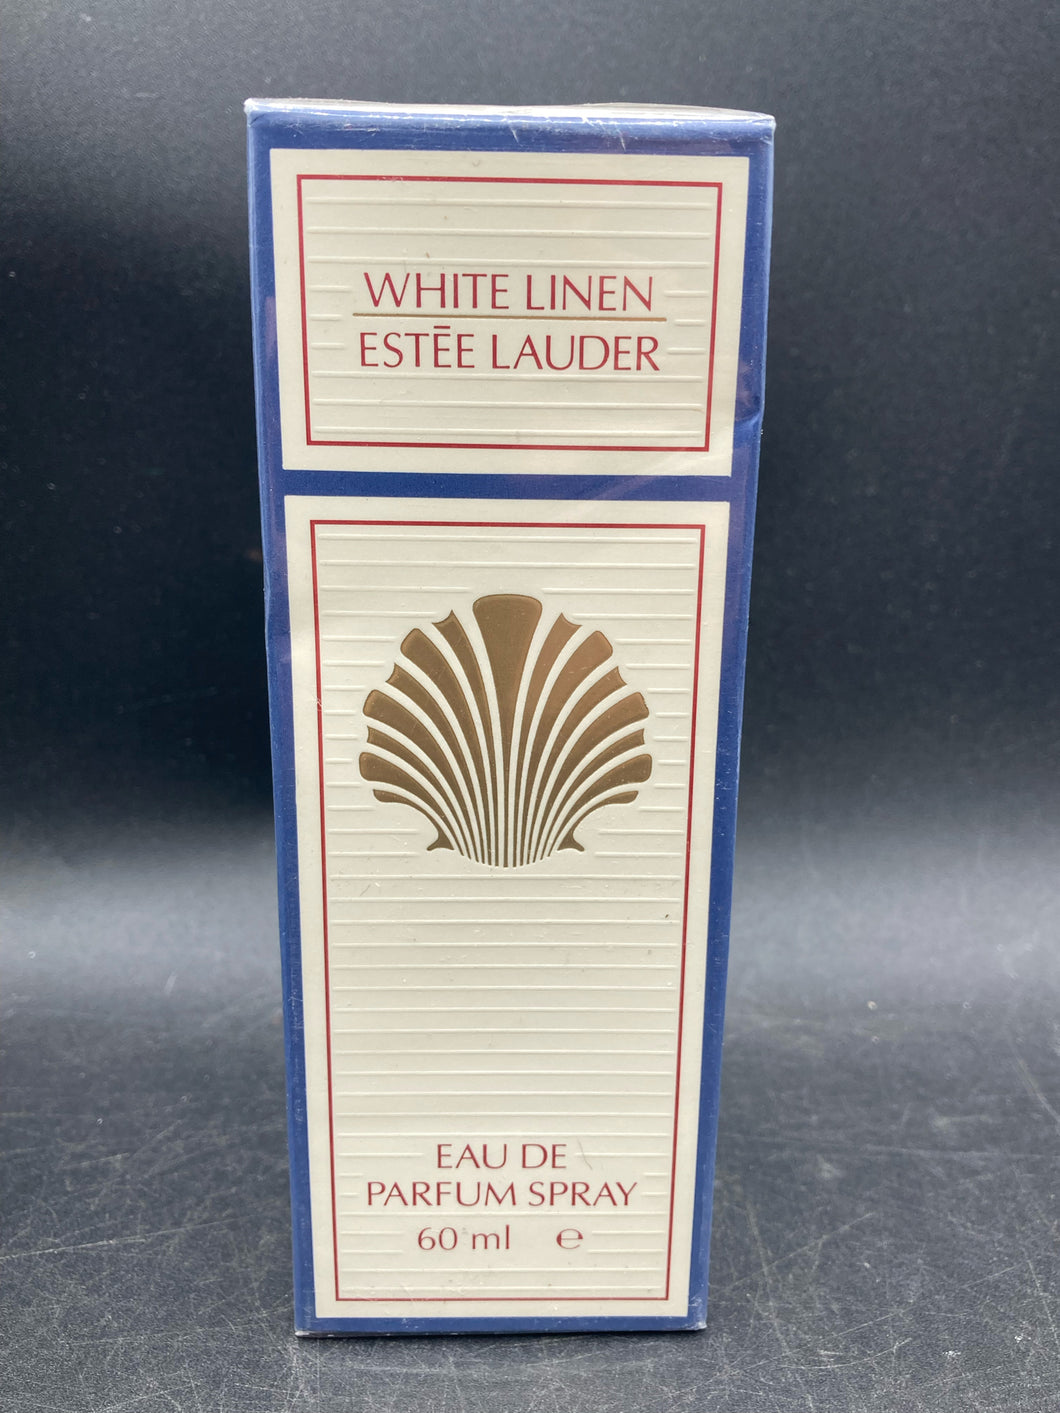 WHITE LINEN
ESTĒE LAUDER
EAU DE
PARFUM SPRAY
60 ml ℮